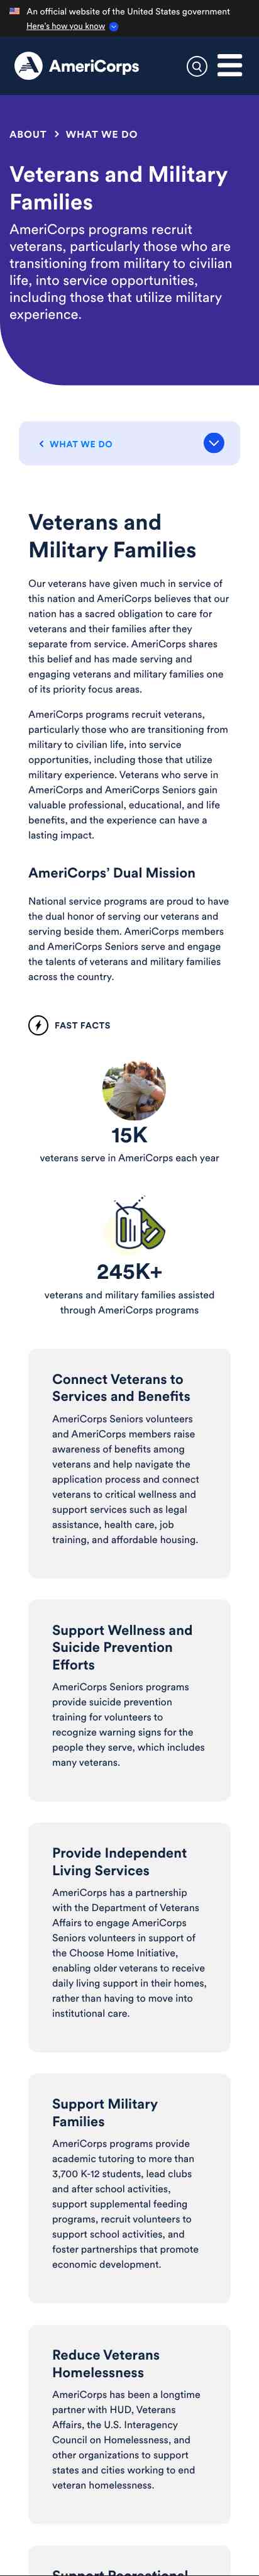 An official website of the United States government
Here's how you know
AmeriCorps
ABOUT > WHAT WE DO
Veterans and Military
Families
AmeriCorps programs recruit
veterans, particularly those who are
transitioning from military to civilian
life, into service opportunities,
including those that utilize military
experience.
< WHAT WE DO
Veterans and
Military Families
Our veterans have given much in service of
this nation and AmeriCorps believes that our
nation has a sacred obligation to care for
veterans and their families after they
separate from service. AmeriCorps shares
this belief and has made serving and
engaging veterans and military families one
of its priority focus areas.
AmeriCorps programs recruit veterans,
particularly those who are transitioning from
military to civilian life, into service
opportunities, including those that utilize
military experience. Veterans who serve in
AmeriCorps and AmeriCorps Seniors gain
valuable professional, educational, and life
benefits, and the experience can have a
lasting impact.
AmeriCorps’ Dual Mission
National service programs are proud to have
the dual honor of serving our veterans and
serving beside them. AmeriCorps members
and AmeriCorps Seniors serve and engage
the talents of veterans and military families
across the country.
FAST FACTS
15K
veterans serve in AmeriCorps each year
245K+
veterans and military families assisted
through AmeriCorps programs
Connect Veterans to
Services and Benefits
AmeriCorps Seniors volunteers
and AmeriCorps members raise
awareness of benefits among
veterans and help navigate the
application process and connect
veterans to critical wellness and
support services such as legal
assistance, health care, job
training, and affordable housing.
Support Wellness and
Suicide Prevention
Efforts
AmeriCorps Seniors programs
provide suicide prevention
training for volunteers to
recognize warning signs for the
people they serve, which includes
many veterans.
Provide Independent
Living Services
AmeriCorps has a partnership
with the Department of Veterans
Affairs to engage AmeriCorps
Seniors volunteers in support of
the Choose Home Initiative,
enabling older veterans to receive
daily living support in their homes,
rather than having to move into
institutional care.
Support Military
Families
AmeriCorps programs provide
academic tutoring to more than
3,700 K-12 students, lead clubs
and after school activities,
support supplemental feeding
programs, recruit volunteers to
support school activities, and
foster partnerships that promote
economic development.
Reduce Veterans
Homelessness
AmeriCorps has been a longtime
partner with HUD, Veterans
Affairs, the U.S. Interagency
Council on Homelessness, and
other organizations to support
states and cities working to end
veteran homelessness.
Support Recreational